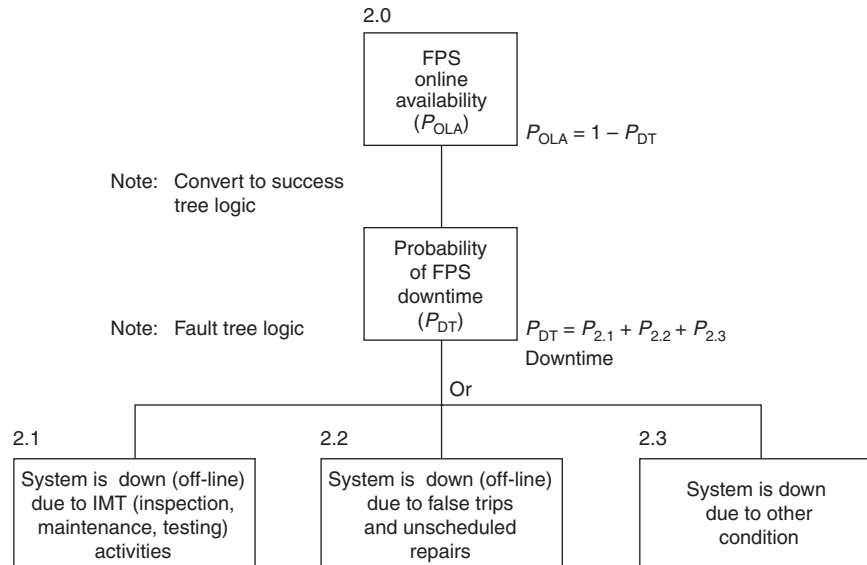 2.0
FPS
online
availability
(P_OLA)
P_OLA = 1 – P_DT
Note: Convert to success
tree logic
Probability
of FPS
downtime
(P_DT)
Note: Fault tree logic
P_DT = P_2.1 + P_2.2 + P_2.3
Downtime
Or
2.1
System is down (off-line)
due to IMT (inspection,
maintenance, testing)
activities
2.2
System is down (off-line)
due to false trips
and unscheduled
repairs
2.3
System is down
due to other
condition